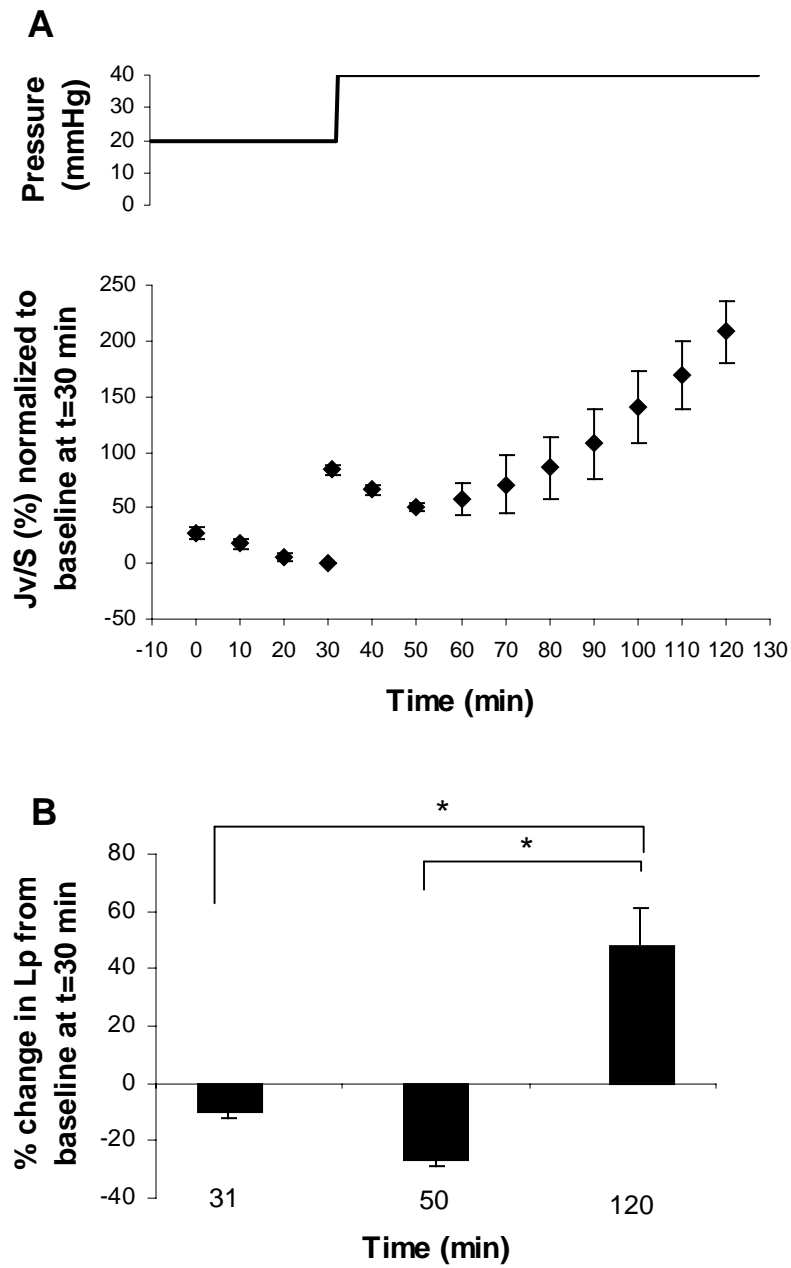 A
Pressure
(mmHg)
40
30
20
10
0
Jv/S (%) normalized to
baseline at t=30 min
250
200
150
100
50
0
-50
-10 0 10 20 30 40 50 60 70 80 90 100 110 120 130
Time (min)
B
% change in Lp from
baseline at t=30 min
*
*
80
60
40
20
0
-20
-40
31 50 120
Time (min)